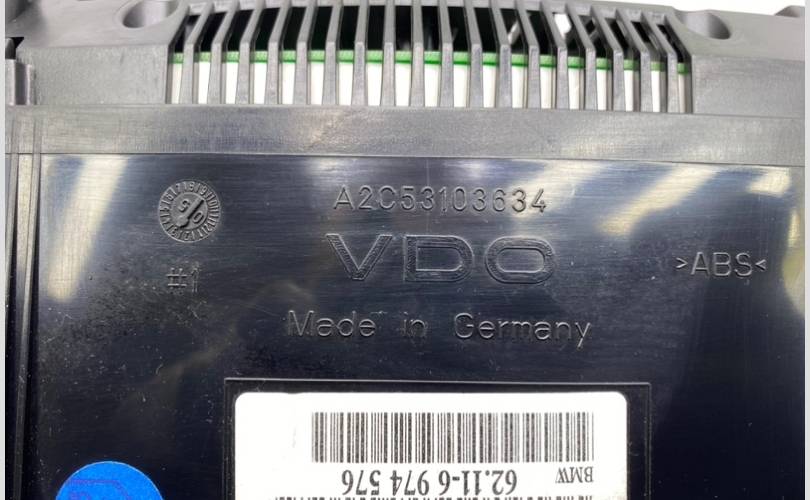 A2C53103634
VDO
>ABS<
#1
Made in Germany
BMW
62.11-6 974 576